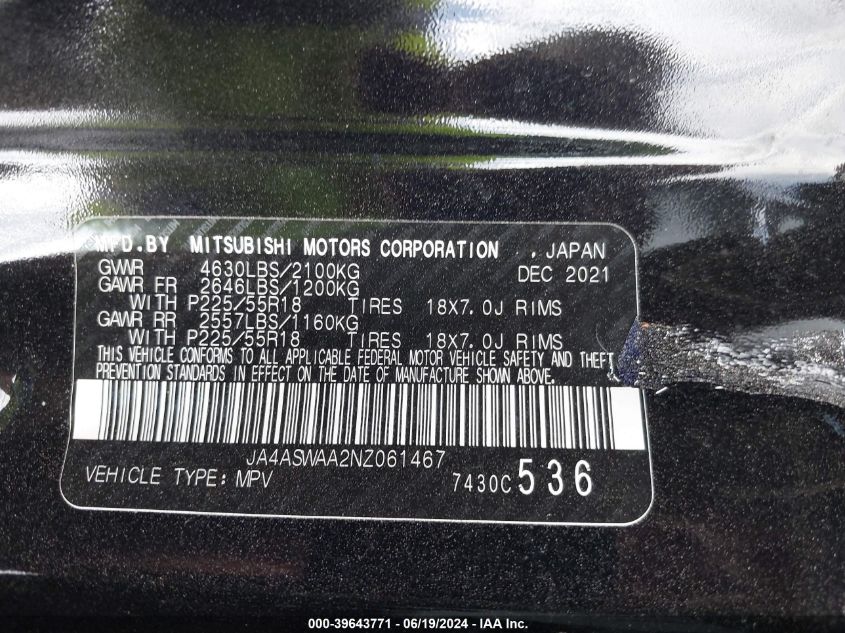 MFD.BY MITSUBISHI MOTORS CORPORATION , . JAPAN
GVWR 4630LBS/2100KG DEC 2021
GAWR FR 2646LBS/1200KG
WITH P225/55R18 TIRES 18X7.0J RIMS
GAWR RR 2557LBS/1160KG
WITH P225/55R18 TIRES 18X7.0J RIMS
THIS VEHICLE CONFORMS TO ALL APPLICABLE FEDERAL MOTOR VEHICLE SAFETY AND THEFT
PREVENTION STANDARDS IN EFFECT ON THE DATE OF MANUFACTURE SHOWN ABOVE.
JA4ASWAA2NZ061467
VEHICLE TYPE: MPV 7430C 536
000-39643771 - 06/19/2024 - IAA Inc.